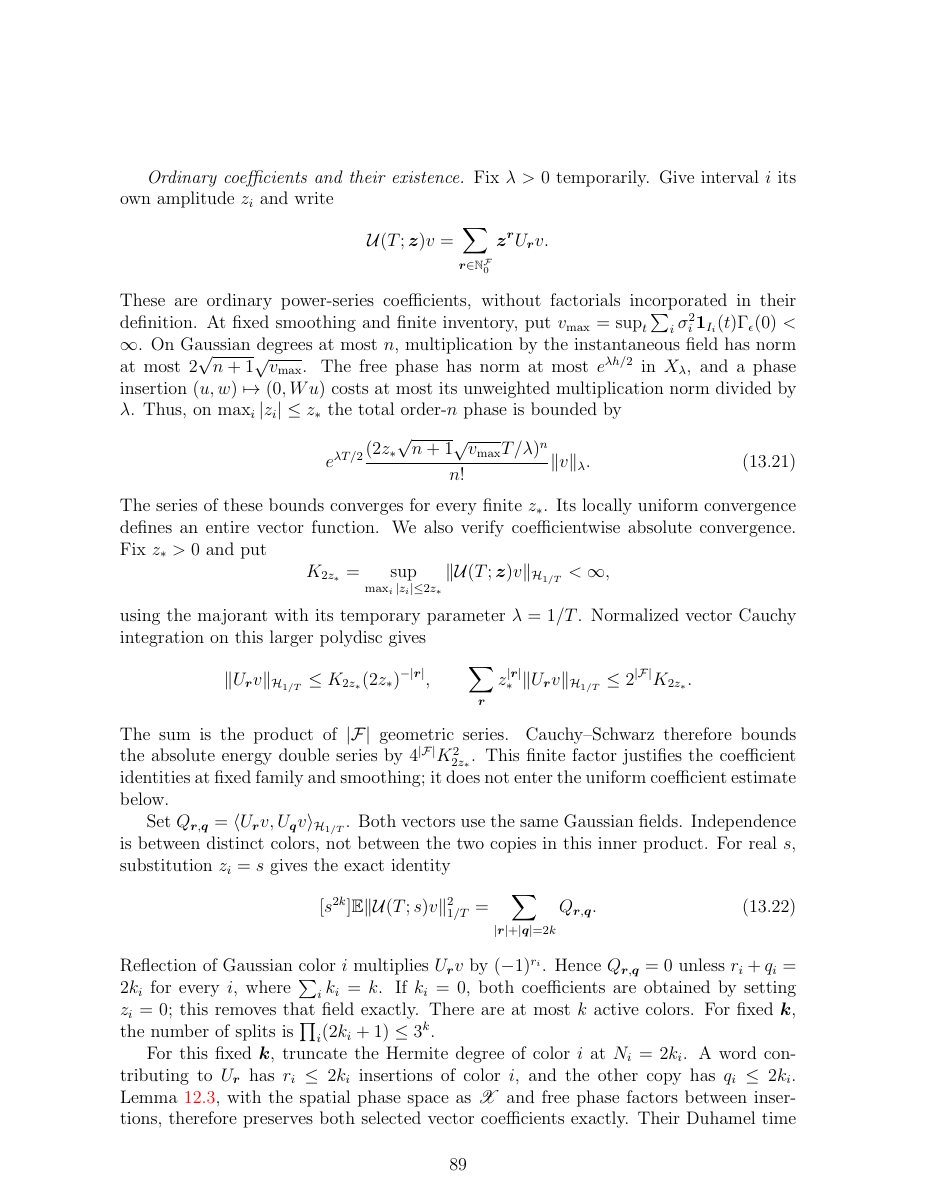 Ordinary coefficients and their existence. Fix λ > 0 temporarily. Give interval i its
own amplitude z_i and write
𝒰(T; z)v = ∑_{r∈ℕ_0^ℱ} z^r U_r v.
These are ordinary power-series coefficients, without factorials incorporated in their
definition. At fixed smoothing and finite inventory, put v_max = sup_t ∑_i σ_i^2 1_{I_i}(t)Γ_ϵ(0) <
∞. On Gaussian degrees at most n, multiplication by the instantaneous field has norm
at most 2√(n + 1)√(v_max). The free phase has norm at most e^{λh/2} in X_λ, and a phase
insertion (u, w) ↦ (0, Wu) costs at most its unweighted multiplication norm divided by
λ. Thus, on max_i |z_i| ≤ z_* the total order-n phase is bounded by
e^{λT/2} (2z_*√(n + 1)√(v_max)T/λ)^n / n! ‖v‖_λ. (13.21)
The series of these bounds converges for every finite z_*. Its locally uniform convergence
defines an entire vector function. We also verify coefficientwise absolute convergence.
Fix z_* > 0 and put
K_{2z_*} = sup_{max_i |z_i|≤2z_*} ‖𝒰(T; z)v‖_{ℋ_{1/T}} < ∞,
using the majorant with its temporary parameter λ = 1/T. Normalized vector Cauchy
integration on this larger polydisc gives
‖U_r v‖_{ℋ_{1/T}} ≤ K_{2z_*}(2z_*)^{−|r|}, ∑_r z_*^{|r|}‖U_r v‖_{ℋ_{1/T}} ≤ 2^{|ℱ|}K_{2z_*}.
The sum is the product of |ℱ| geometric series. Cauchy–Schwarz therefore bounds
the absolute energy double series by 4^{|ℱ|}K_{2z_*}^2. This finite factor justifies the coefficient
identities at fixed family and smoothing; it does not enter the uniform coefficient estimate
below.
Set Q_{r,q} = ⟨U_r v, U_q v⟩_{ℋ_{1/T}}. Both vectors use the same Gaussian fields. Independence
is between distinct colors, not between the two copies in this inner product. For real s,
substitution z_i = s gives the exact identity
[s^{2k}]𝔼‖𝒰(T; s)v‖_{1/T}^2 = ∑_{|r|+|q|=2k} Q_{r,q}. (13.22)
Reflection of Gaussian color i multiplies U_r v by (−1)^{r_i}. Hence Q_{r,q} = 0 unless r_i + q_i =
2k_i for every i, where ∑_i k_i = k. If k_i = 0, both coefficients are obtained by setting
z_i = 0; this removes that field exactly. There are at most k active colors. For fixed k,
the number of splits is ∏_i(2k_i + 1) ≤ 3^k.
For this fixed k, truncate the Hermite degree of color i at N_i = 2k_i. A word con-
tributing to U_r has r_i ≤ 2k_i insertions of color i, and the other copy has q_i ≤ 2k_i.
Lemma 12.3, with the spatial phase space as 𝒳 and free phase factors between inser-
tions, therefore preserves both selected vector coefficients exactly. Their Duhamel time
89